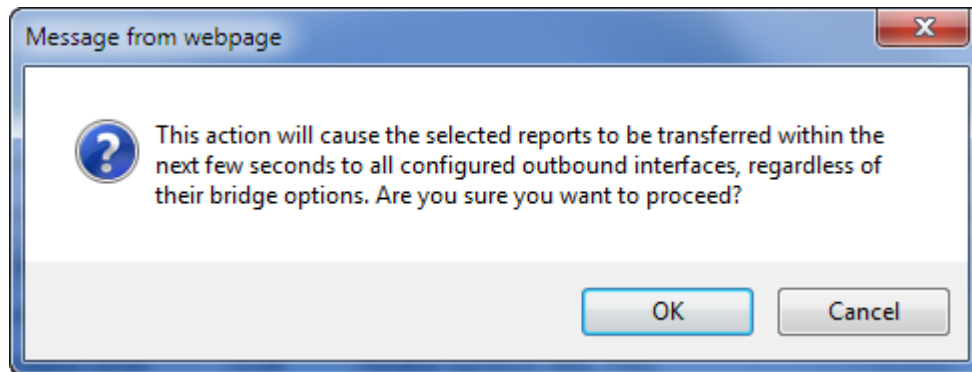 Message from webpage
This action will cause the selected reports to be transferred within the
next few seconds to all configured outbound interfaces, regardless of
their bridge options. Are you sure you want to proceed?
OK
Cancel